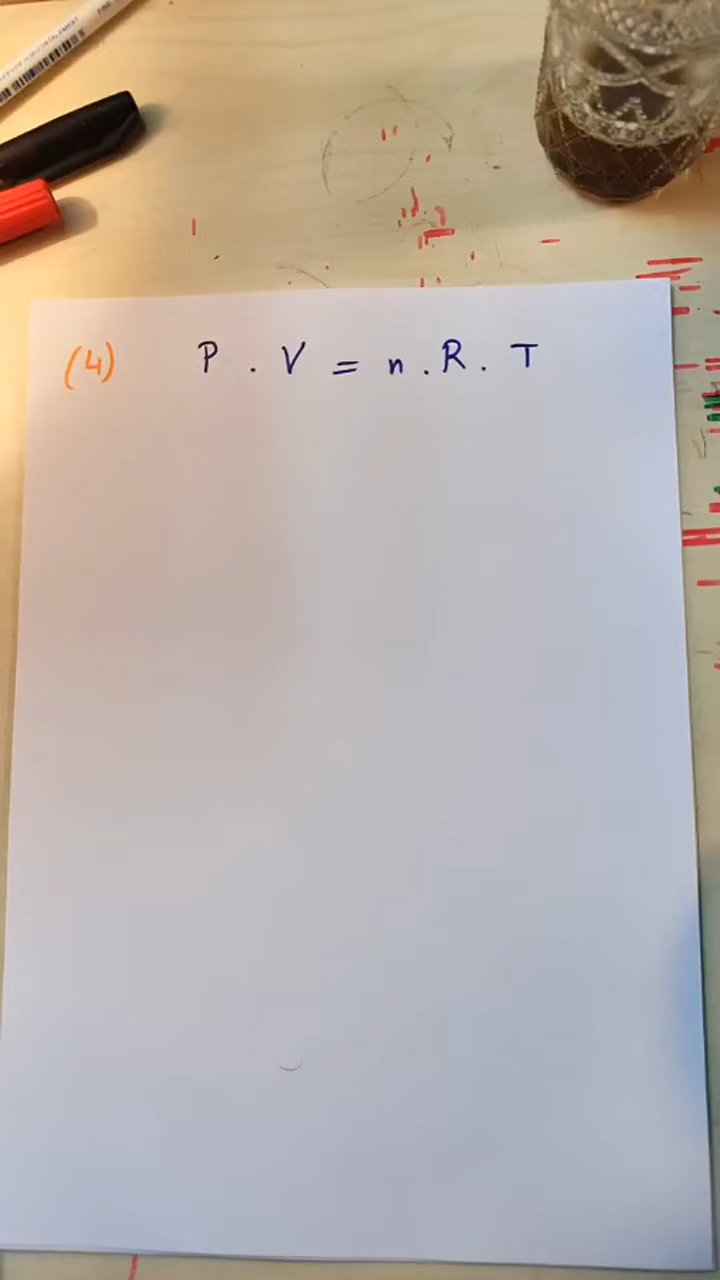 (4) P . V = n . R . T